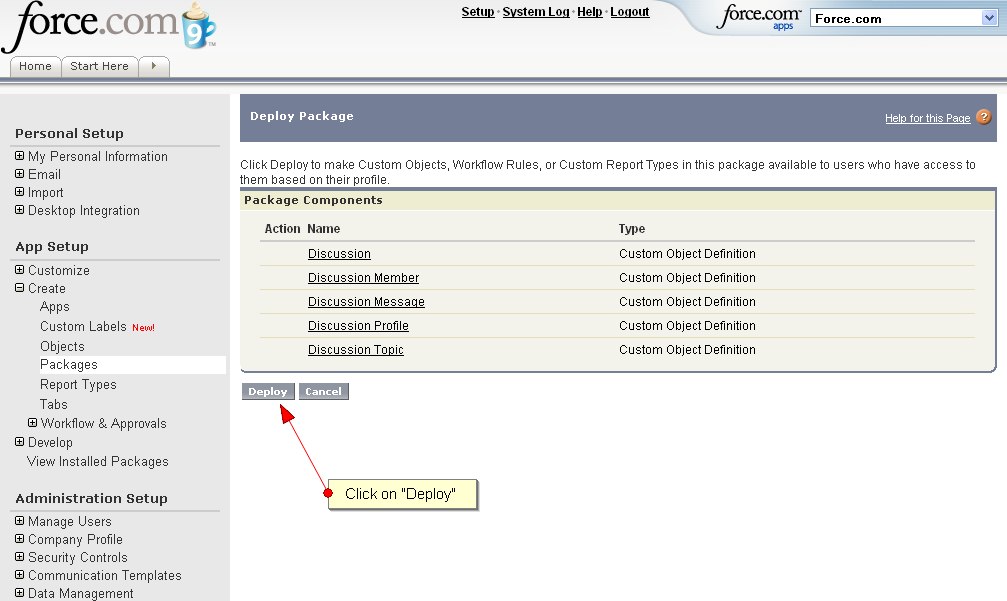 force.com
9
TM
Setup · System Log · Help · Logout
force.com
apps
Force.com
Home
Start Here
Personal Setup
My Personal Information
Email
Import
Desktop Integration
App Setup
Customize
Create
Apps
Custom Labels New!
Objects
Packages
Report Types
Tabs
Workflow & Approvals
Develop
View Installed Packages
Administration Setup
Manage Users
Company Profile
Security Controls
Communication Templates
Data Management
Deploy Package
Help for this Page ?
Click Deploy to make Custom Objects, Workflow Rules, or Custom Report Types in this package available to users who have access to
them based on their profile.
Package Components
Action Name Type
Discussion Custom Object Definition
Discussion Member Custom Object Definition
Discussion Message Custom Object Definition
Discussion Profile Custom Object Definition
Discussion Topic Custom Object Definition
Deploy Cancel
Click on "Deploy"